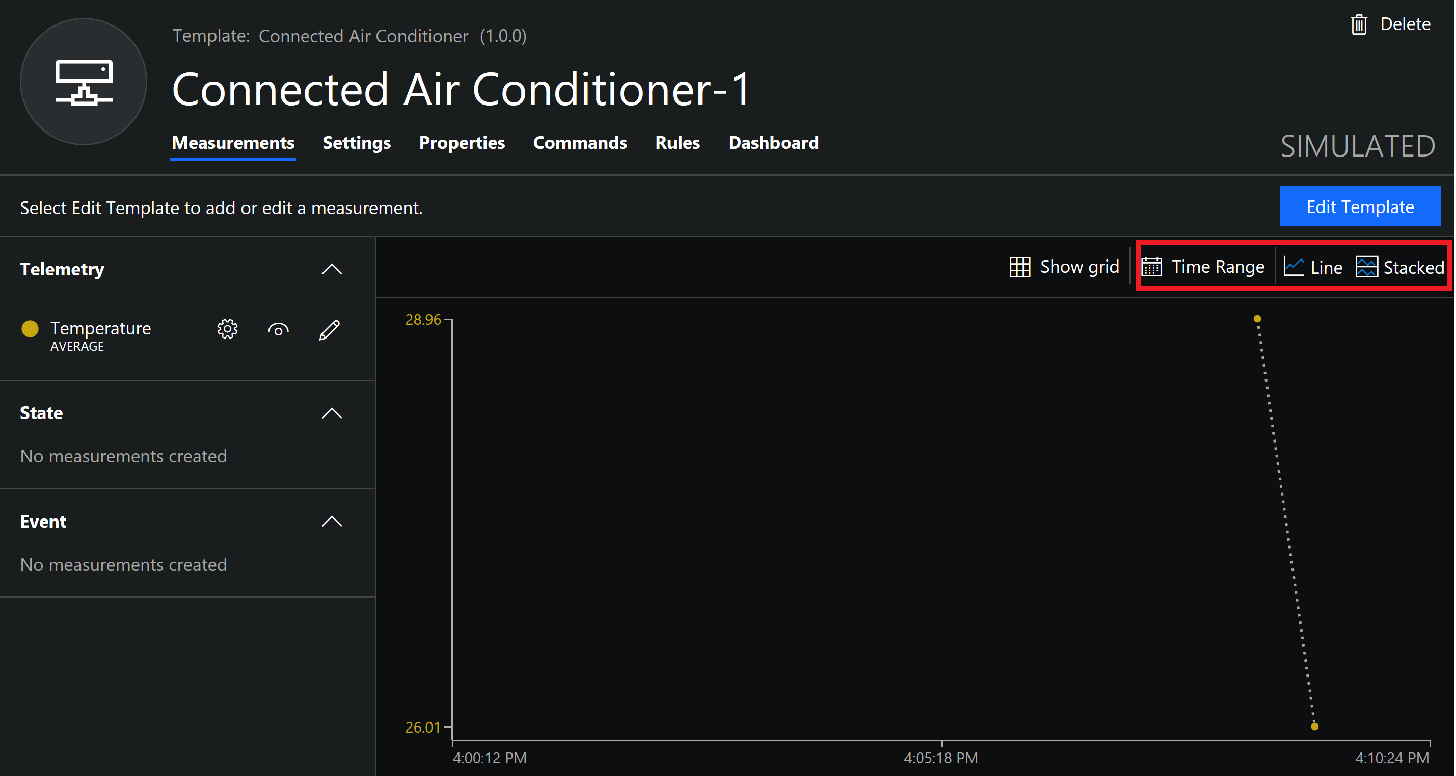 Template: Connected Air Conditioner (1.0.0)
Delete
Connected Air Conditioner-1
Measurements Settings Properties Commands Rules Dashboard
SIMULATED
Select Edit Template to add or edit a measurement.
Edit Template
Telemetry
Show grid Time Range Line Stacked
Temperature
AVERAGE
State
No measurements created
Event
No measurements created
28.96
26.01
4:00:12 PM 4:05:18 PM 4:10:24 PM